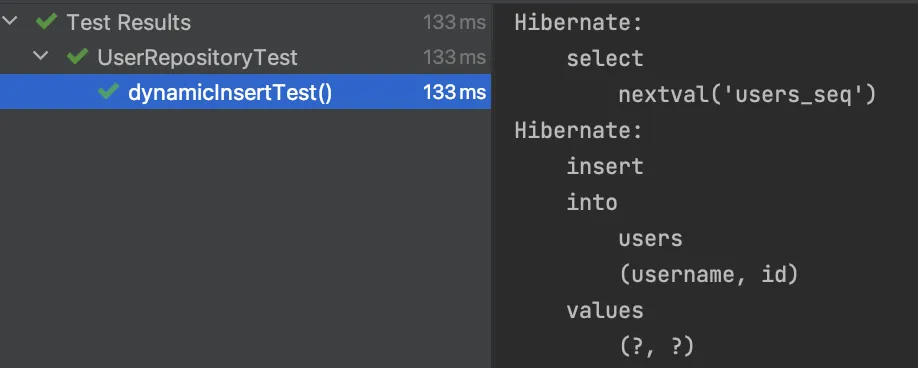 Test Results 133 ms
UserRepositoryTest 133 ms
dynamicInsertTest() 133 ms
Hibernate:
select
nextval('users_seq')
Hibernate:
insert
into
users
(username, id)
values
(?, ?)